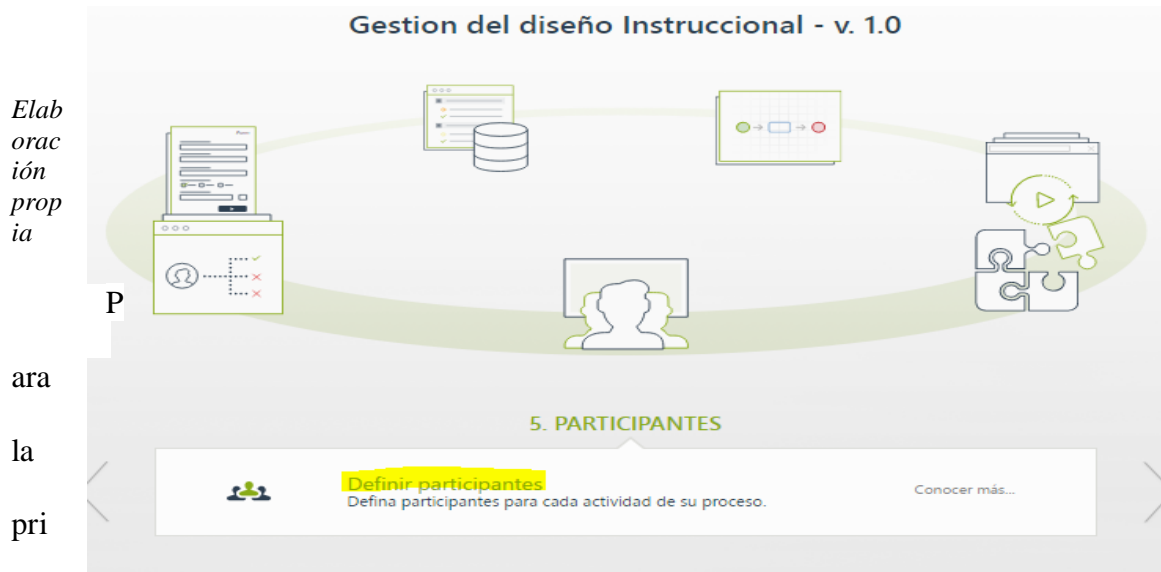 Gestion del diseño Instruccional - v. 1.0
Elab
orac
ión
prop
ia
P
ara
la
pri
5. PARTICIPANTES
Definir participantes
Defina participantes para cada actividad de su proceso.
Conocer más...